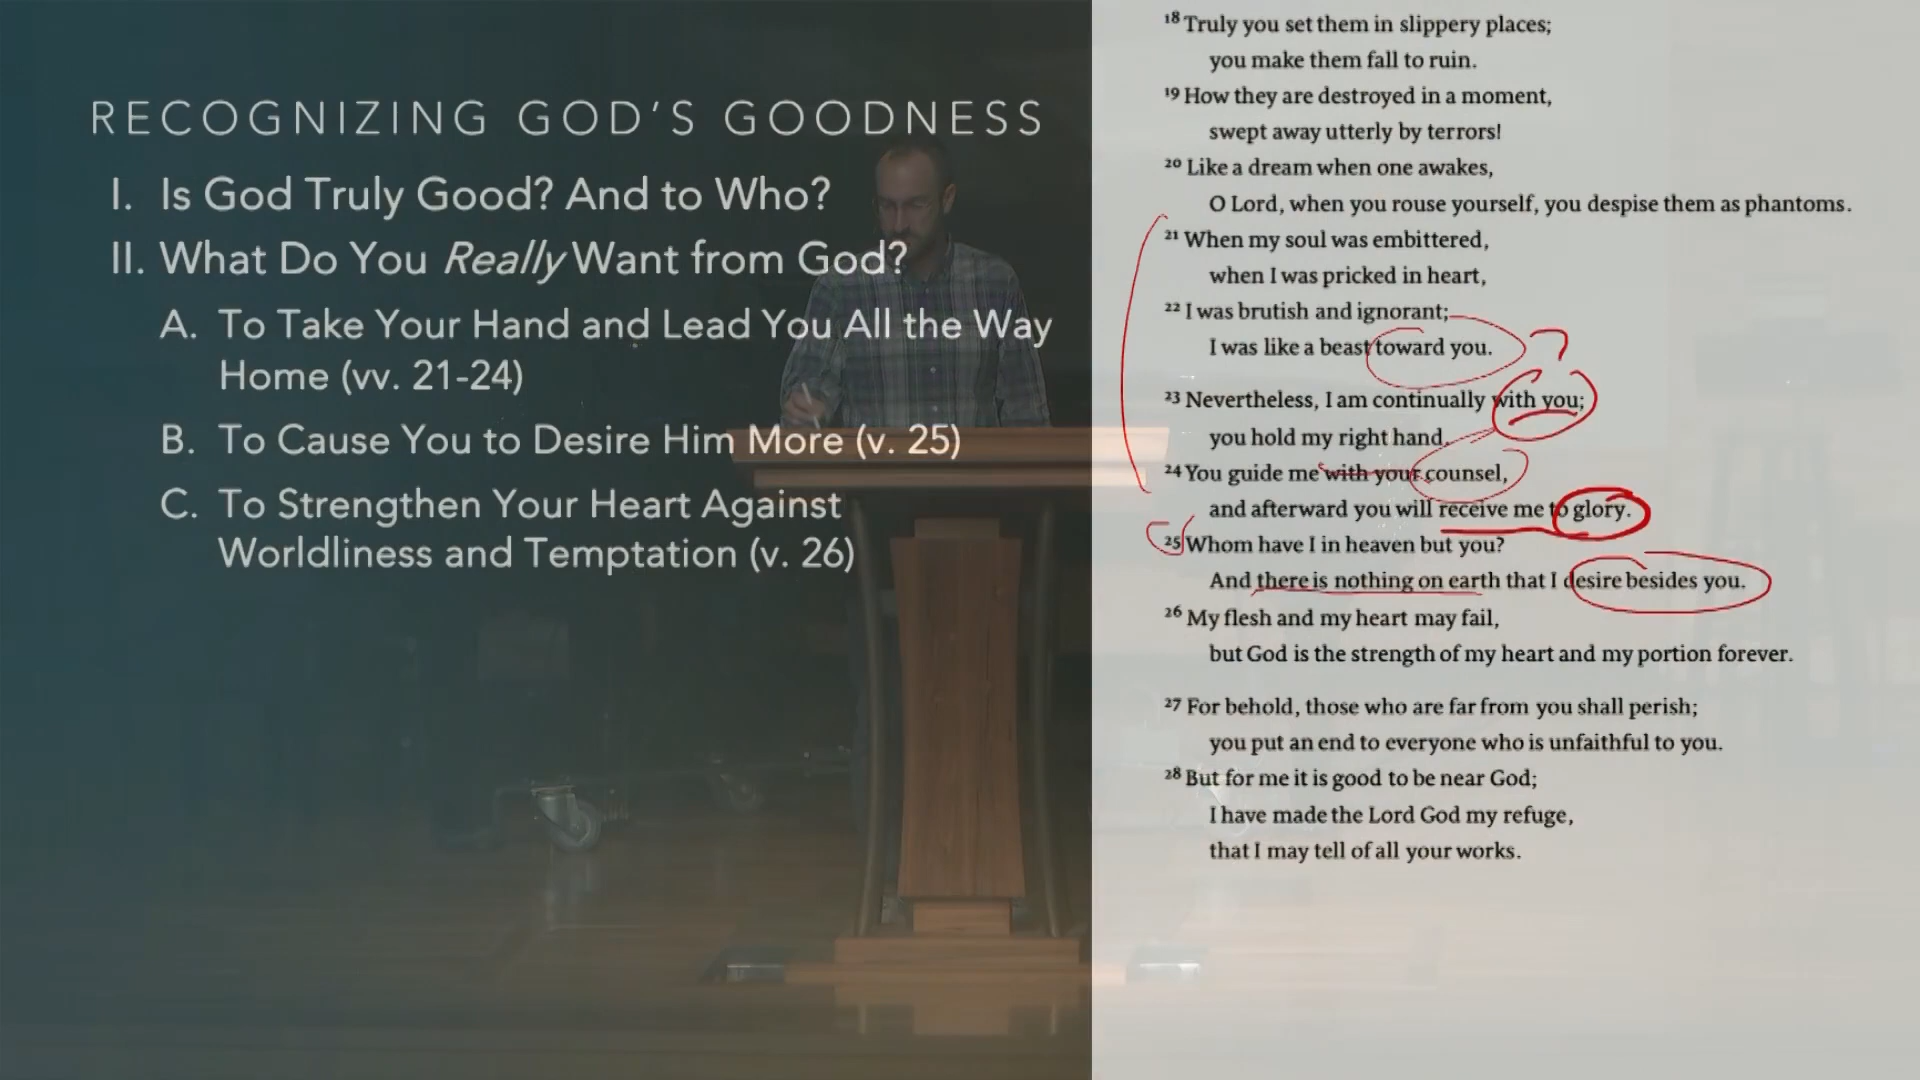 RECOGNIZING GOD'S GOODNESS
I. Is God Truly Good? And to Who?
II. What Do You Really Want from God?
A. To Take Your Hand and Lead You All the Way
Home (vv. 21-24)
B. To Cause You to Desire Him More (v. 25)
C. To Strengthen Your Heart Against
Worldliness and Temptation (v. 26)
18 Truly you set them in slippery places;
you make them fall to ruin.
19 How they are destroyed in a moment,
swept away utterly by terrors!
20 Like a dream when one awakes,
O Lord, when you rouse yourself, you despise them as phantoms.
21 When my soul was embittered,
when I was pricked in heart,
22 I was brutish and ignorant;
I was like a beast toward you.
23 Nevertheless, I am continually with you;
you hold my right hand.
24 You guide me with your counsel,
and afterward you will receive me to glory.
25 Whom have I in heaven but you?
And there is nothing on earth that I desire besides you.
26 My flesh and my heart may fail,
but God is the strength of my heart and my portion forever.
27 For behold, those who are far from you shall perish;
you put an end to everyone who is unfaithful to you.
28 But for me it is good to be near God;
I have made the Lord God my refuge,
that I may tell of all your works.